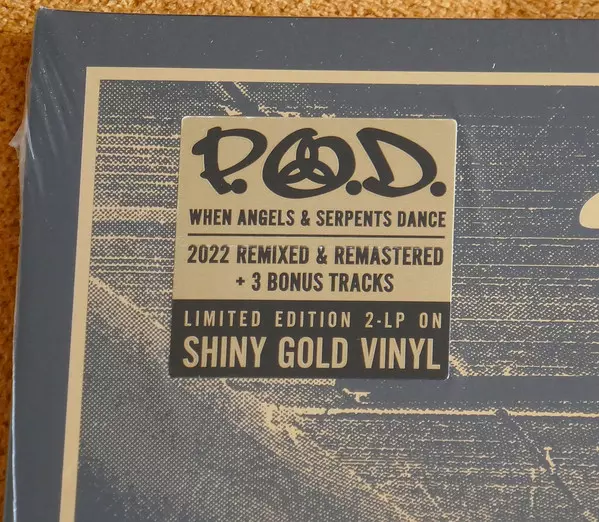 P.O.D.
WHEN ANGELS & SERPENTS DANCE
2022 REMIXED & REMASTERED
+ 3 BONUS TRACKS
LIMITED EDITION 2-LP ON
SHINY GOLD VINYL